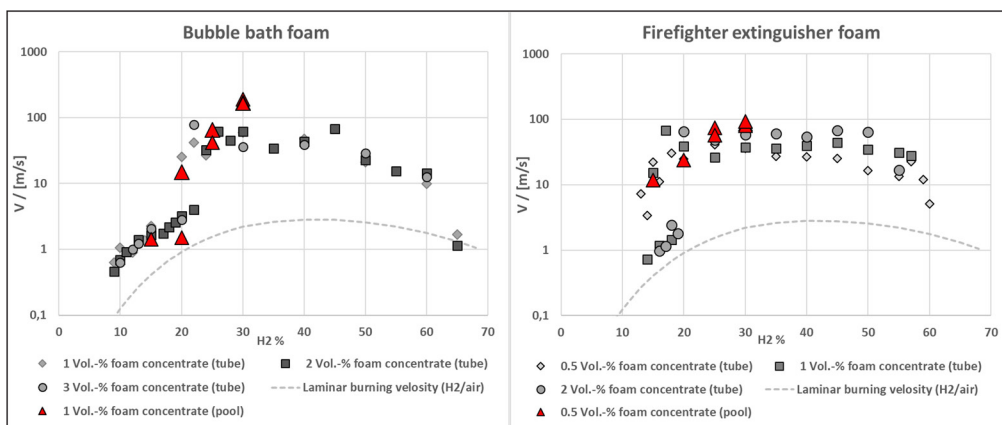 Bubble bath foam
1000
100
10
1
0,1
V / [m/s]
0
10
20
30
40
50
60
70
H2 %
1 Vol.-% foam concentrate (tube)
2 Vol.-% foam concentrate (tube)
3 Vol.-% foam concentrate (tube)
Laminar burning velocity (H2/air)
1 Vol.-% foam concentrate (pool)
Firefighter extinguisher foam
1000
100
10
1
0,1
V / [m/s]
0
10
20
30
40
50
60
70
H2 %
0.5 Vol.-% foam concentrate (tube)
1 Vol.-% foam concentrate (tube)
2 Vol.-% foam concentrate (tube)
Laminar burning velocity (H2/air)
0.5 Vol.-% foam concentrate (pool)